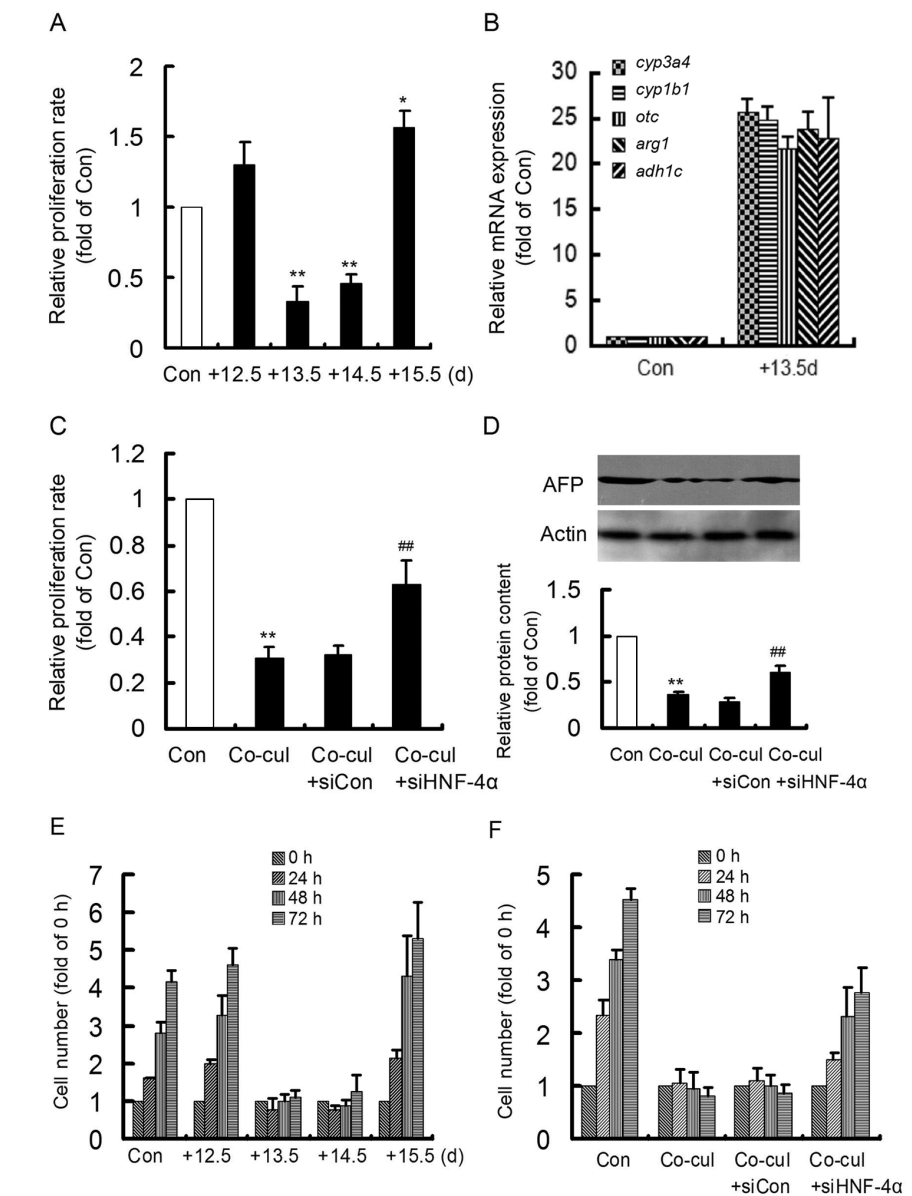 A
Relative proliferation rate
(fold of Con)
2
1.5
1
0.5
0
*
**
**
Con +12.5 +13.5 +14.5 +15.5 (d)
B
Relative mRNA expression
(fold of Con)
30
25
20
25
10
5
0
cyp3a4
cyp1b1
otc
arg1
adh1c
Con
+13.5d
C
Relative proliferation rate
(fold of Con)
1.2
1
0.8
0.6
0.4
0.2
0
**
##
Con Co-cul Co-cul Co-cul
+siCon +siHNF-4α
D
AFP
Actin
Relative protein content
(fold of Con)
1.5
1
0.5
0
**
##
Con Co-cul Co-cul Co-cul
+siCon +siHNF-4α
E
Cell number (fold of 0 h)
7
6
5
4
3
2
1
0
0 h
24 h
48 h
72 h
Con +12.5 +13.5 +14.5 +15.5 (d)
F
Cell number (fold of 0 h)
5
4
3
2
1
0
0 h
24 h
48 h
72 h
Con Co-cul Co-cul Co-cul
+siCon +siHNF-4α